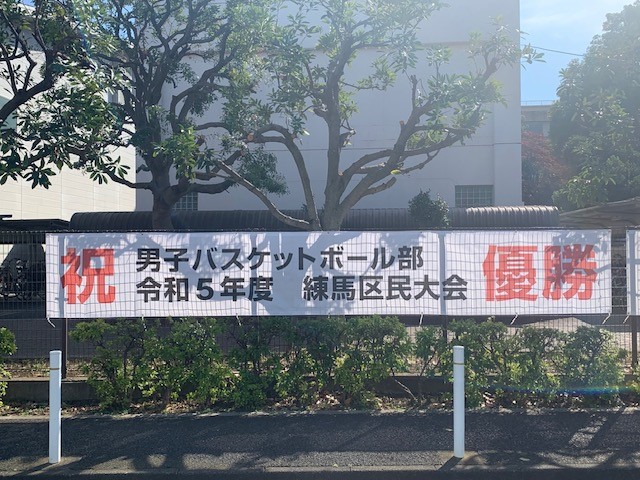 祝
男子バスケットボール部
令和5年度 練馬区民大会
優勝